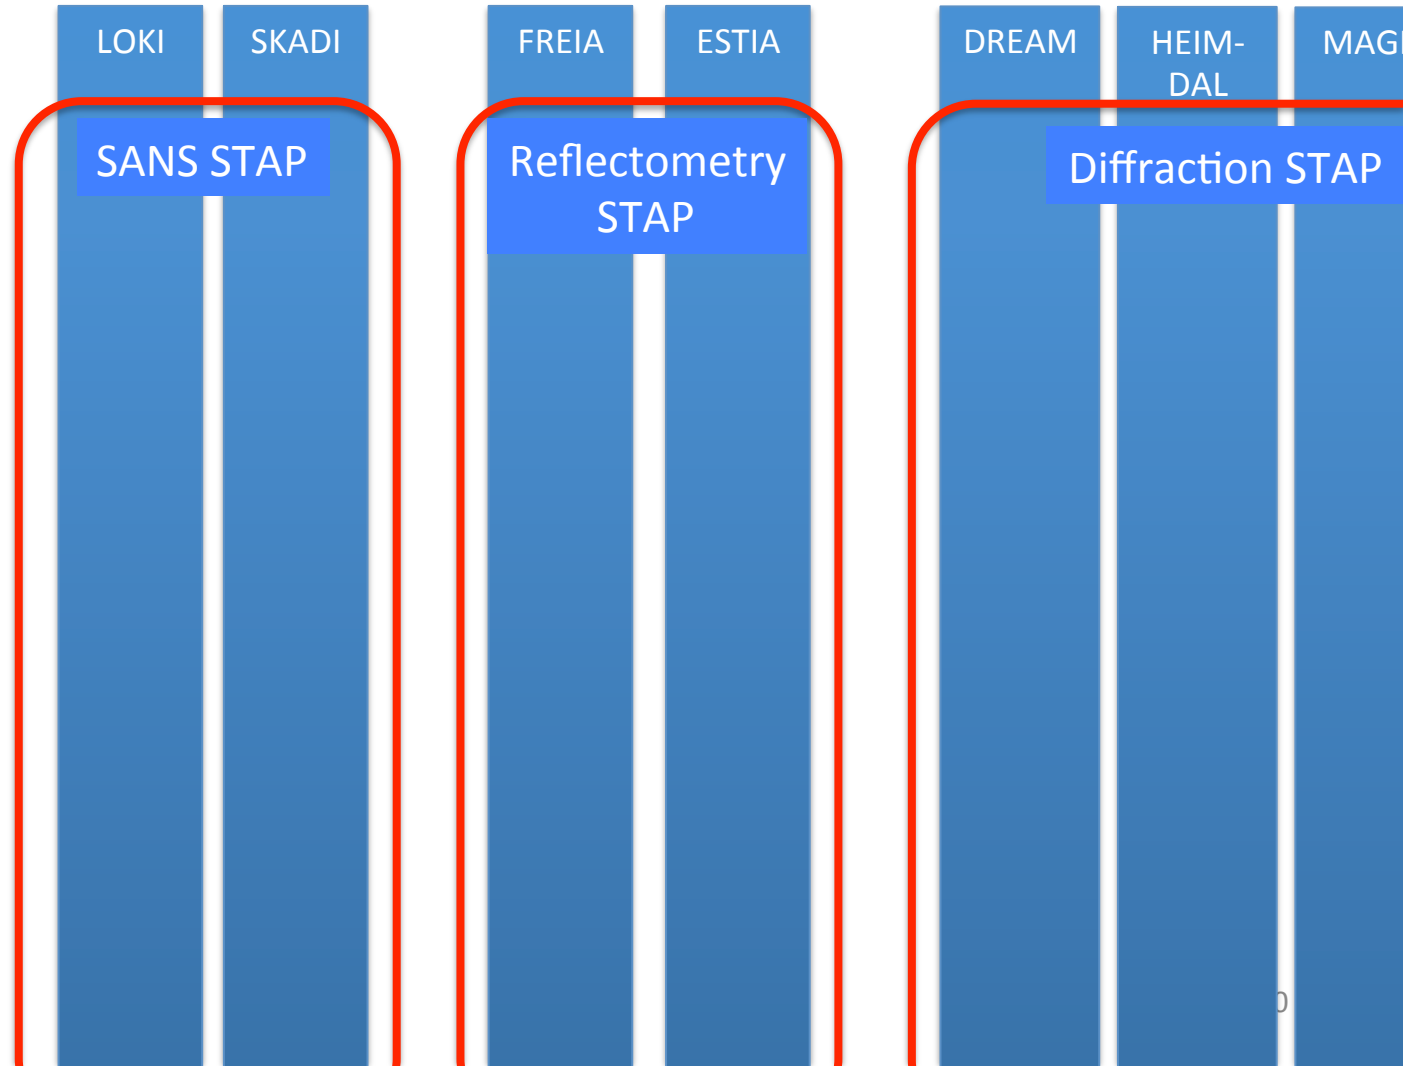 LOKI
SKADI
FREIA
ESTIA
DREAM
HEIM-
DAL
SANS STAP
Reflectometry
STAP
Diffraction STAP